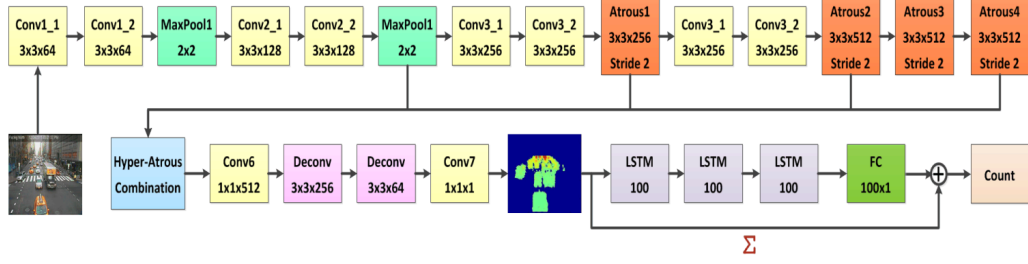 Conv1_1
3x3x64
Conv1_2
3x3x64
MaxPool1
2x2
Conv2_1
3x3x128
Conv2_2
3x3x128
MaxPool1
2x2
Conv3_1
3x3x256
Conv3_2
3x3x256
Atrous1
3x3x256
Stride 2
Conv3_1
3x3x256
Conv3_2
3x3x256
Atrous2
3x3x512
Stride 2
Atrous3
3x3x512
Stride 2
Atrous4
3x3x512
Stride 2
Hyper-Atrous
Combination
Conv6
1x1x512
Deconv
3x3x256
Deconv
3x3x64
Conv7
1x1x1
LSTM
100
LSTM
100
LSTM
100
FC
100x1
+
Count
Σ